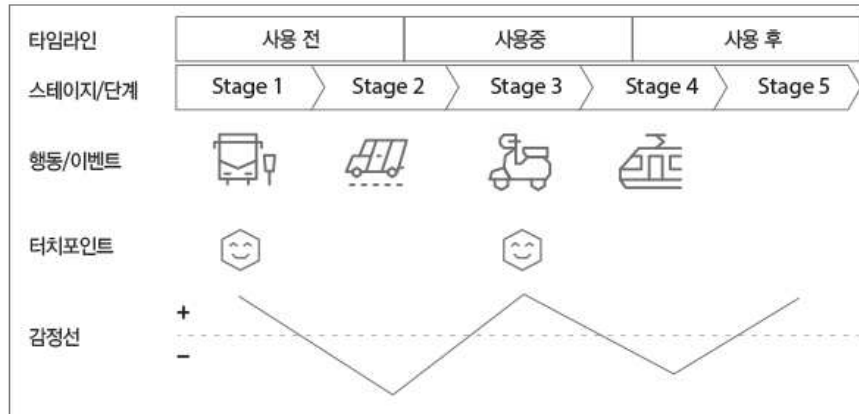 타임라인 사용 전 사용중 사용 후
스테이지/단계 Stage 1 Stage 2 Stage 3 Stage 4 Stage 5
행동/이벤트
터치포인트
+
감정선
−